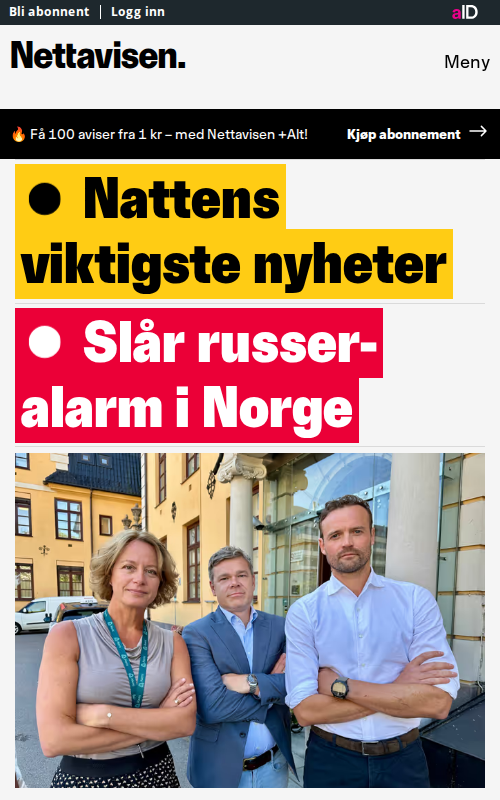 Bli abonnent | Logg inn aID
Nettavisen.
Meny
🔥 Få 100 aviser fra 1 kr – med Nettavisen +Alt! Kjøp abonnement →
● Nattens
viktigste nyheter
● Slår russer-
alarm i Norge